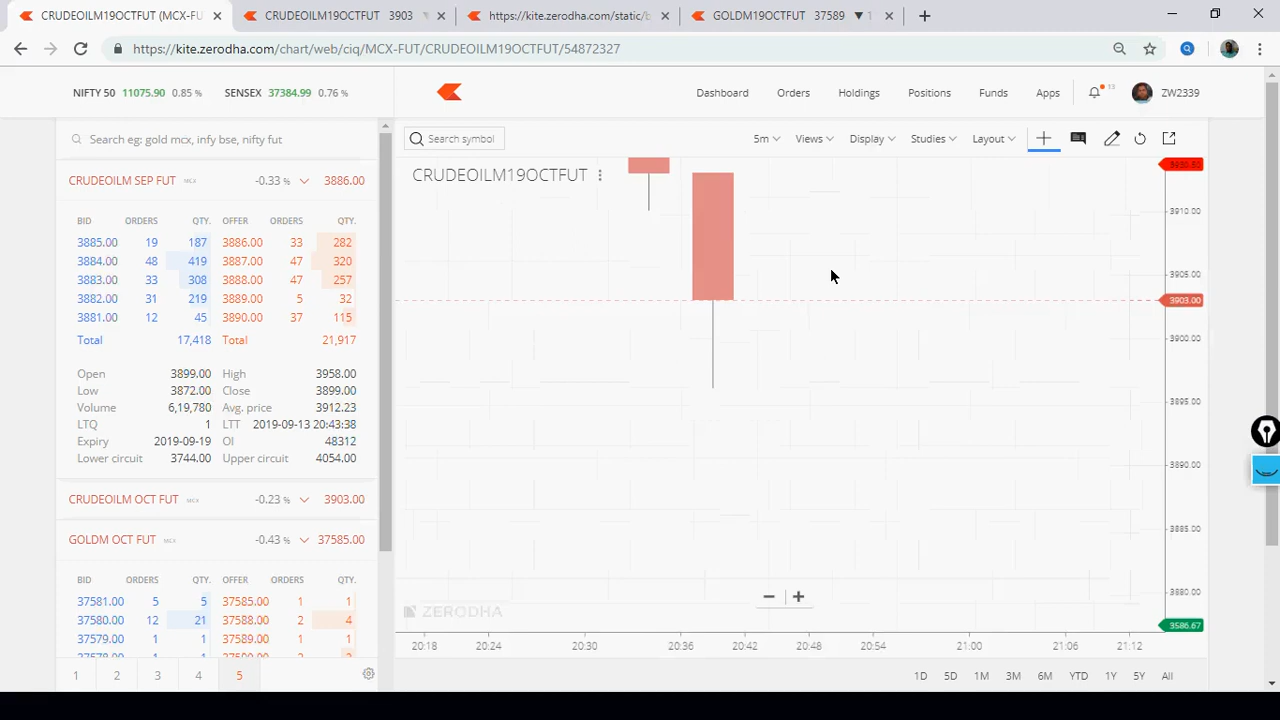 CRUDEOILM19OCTFUT (MCX-FU
CRUDEOILM19OCTFUT 3903 ▼
https://kite.zerodha.com/static/b
GOLDM19OCTFUT 37589 ▼ 1
https://kite.zerodha.com/chart/web/ciq/MCX-FUT/CRUDEOILM19OCTFUT/54872327
NIFTY 50 11075.90 0.85 % SENSEX 37384.99 0.76 %
Dashboard Orders Holdings Positions Funds Apps 13 ZW2339
Search eg: gold mcx, infy bse, nifty fut
CRUDEOILM SEP FUT MCX -0.33 % 3886.00
BID ORDERS QTY. OFFER ORDERS QTY.
3885.00 19 187 3886.00 33 282
3884.00 48 419 3887.00 47 320
3883.00 33 308 3888.00 47 257
3882.00 31 219 3889.00 5 32
3881.00 12 45 3890.00 37 115
Total 17,418 Total 21,917
Open 3899.00 High 3958.00
Low 3872.00 Close 3899.00
Volume 6,19,780 Avg. price 3912.23
LTQ 1 LTT 2019-09-13 20:43:38
Expiry 2019-09-19 OI 48312
Lower circuit 3744.00 Upper circuit 4054.00
CRUDEOILM OCT FUT MCX -0.23 % 3903.00
GOLDM OCT FUT MCX -0.43 % 37585.00
BID ORDERS QTY. OFFER ORDERS QTY.
37581.00 5 5 37585.00 1 1
37580.00 12 21 37588.00 2 4
37579.00 1 1 37589.00 1 1
1 2 3 4 5
Search symbol 5m Views Display Studies Layout
CRUDEOILM19OCTFUT
3910.00
3905.00
3903.00
3900.00
3895.00
3890.00
3885.00
3880.00
3586.67
ZERODHA
20:18 20:24 20:30 20:36 20:42 20:48 20:54 21:00 21:06 21:12
1D 5D 1M 3M 6M YTD 1Y 5Y All